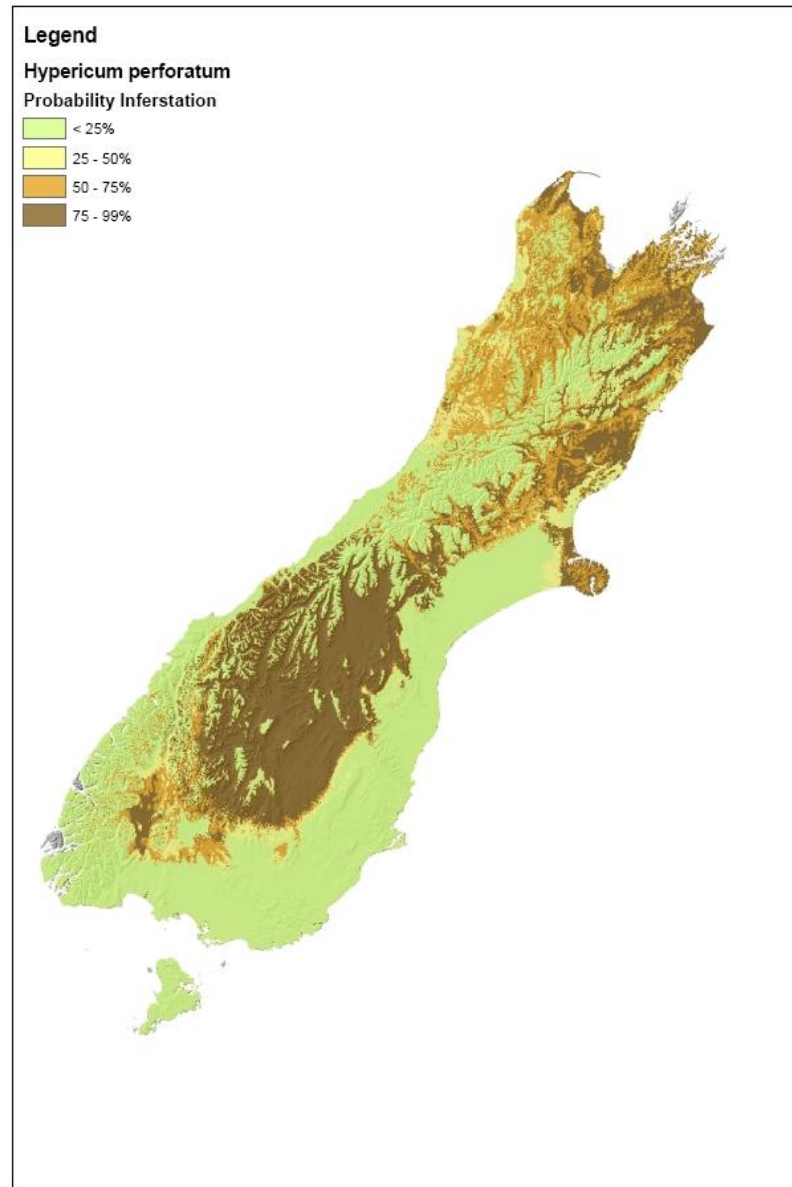 Legend
Hypericum perforatum
Probability Inferstation
< 25%
25 - 50%
50 - 75%
75 - 99%